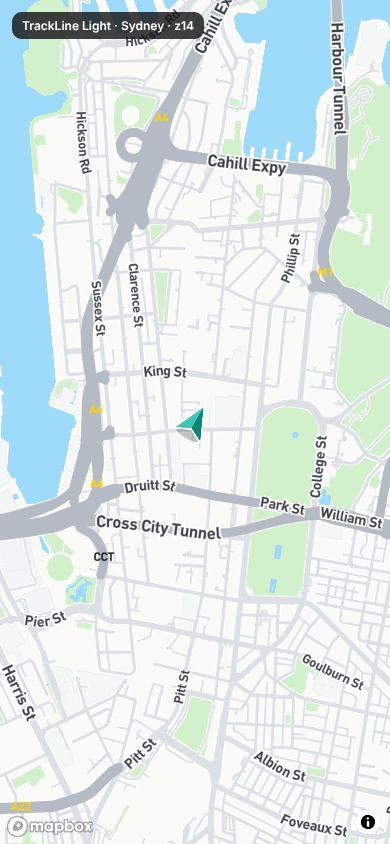 TrackLine Light · Sydney · z14
Hickson Rd
Cahill Expy
Harbour Tunnel
A4
Hickson Rd
Cahill Expy
Phillip St
M1
Clarence St
Sussex St
King St
A4
College St
A4
Druitt St
Park St
William St
Cross City Tunnel
CCT
Pier St
Goulburn St
Harris St
Pitt St
Pitt St
Albion St
A22
Foveaux St
mapbox
i